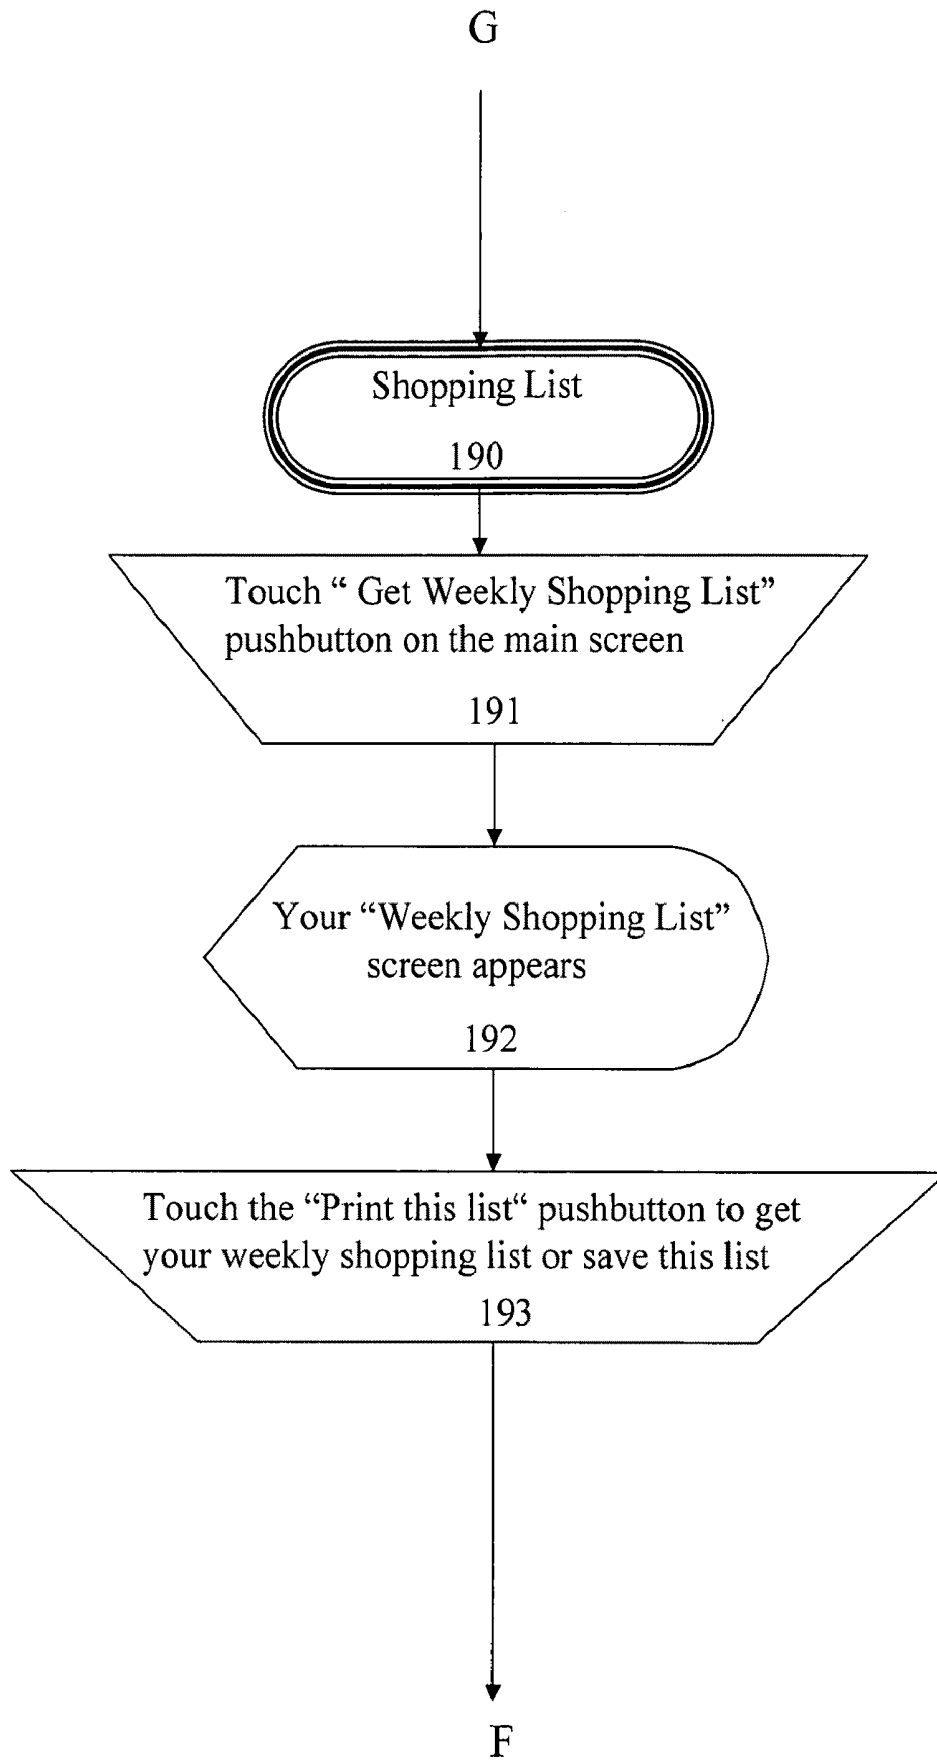 G
Shopping List
190
Touch “ Get Weekly Shopping List”
pushbutton on the main screen
191
Your “Weekly Shopping List”
screen appears
192
Touch the “Print this list“ pushbutton to get
your weekly shopping list or save this list
193
F